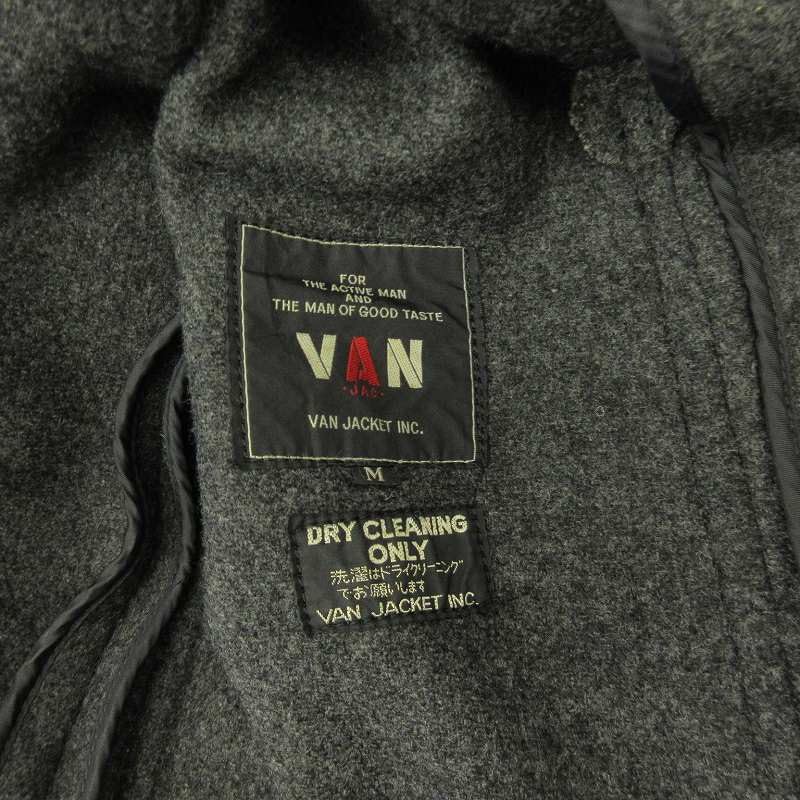 FOR
THE ACTIVE MAN
AND
THE MAN OF GOOD TASTE
VAN
·JAC·
VAN JACKET INC.
M
DRY CLEANING
ONLY
洗濯はドライクリーニング
でお願いします
VAN JACKET INC.